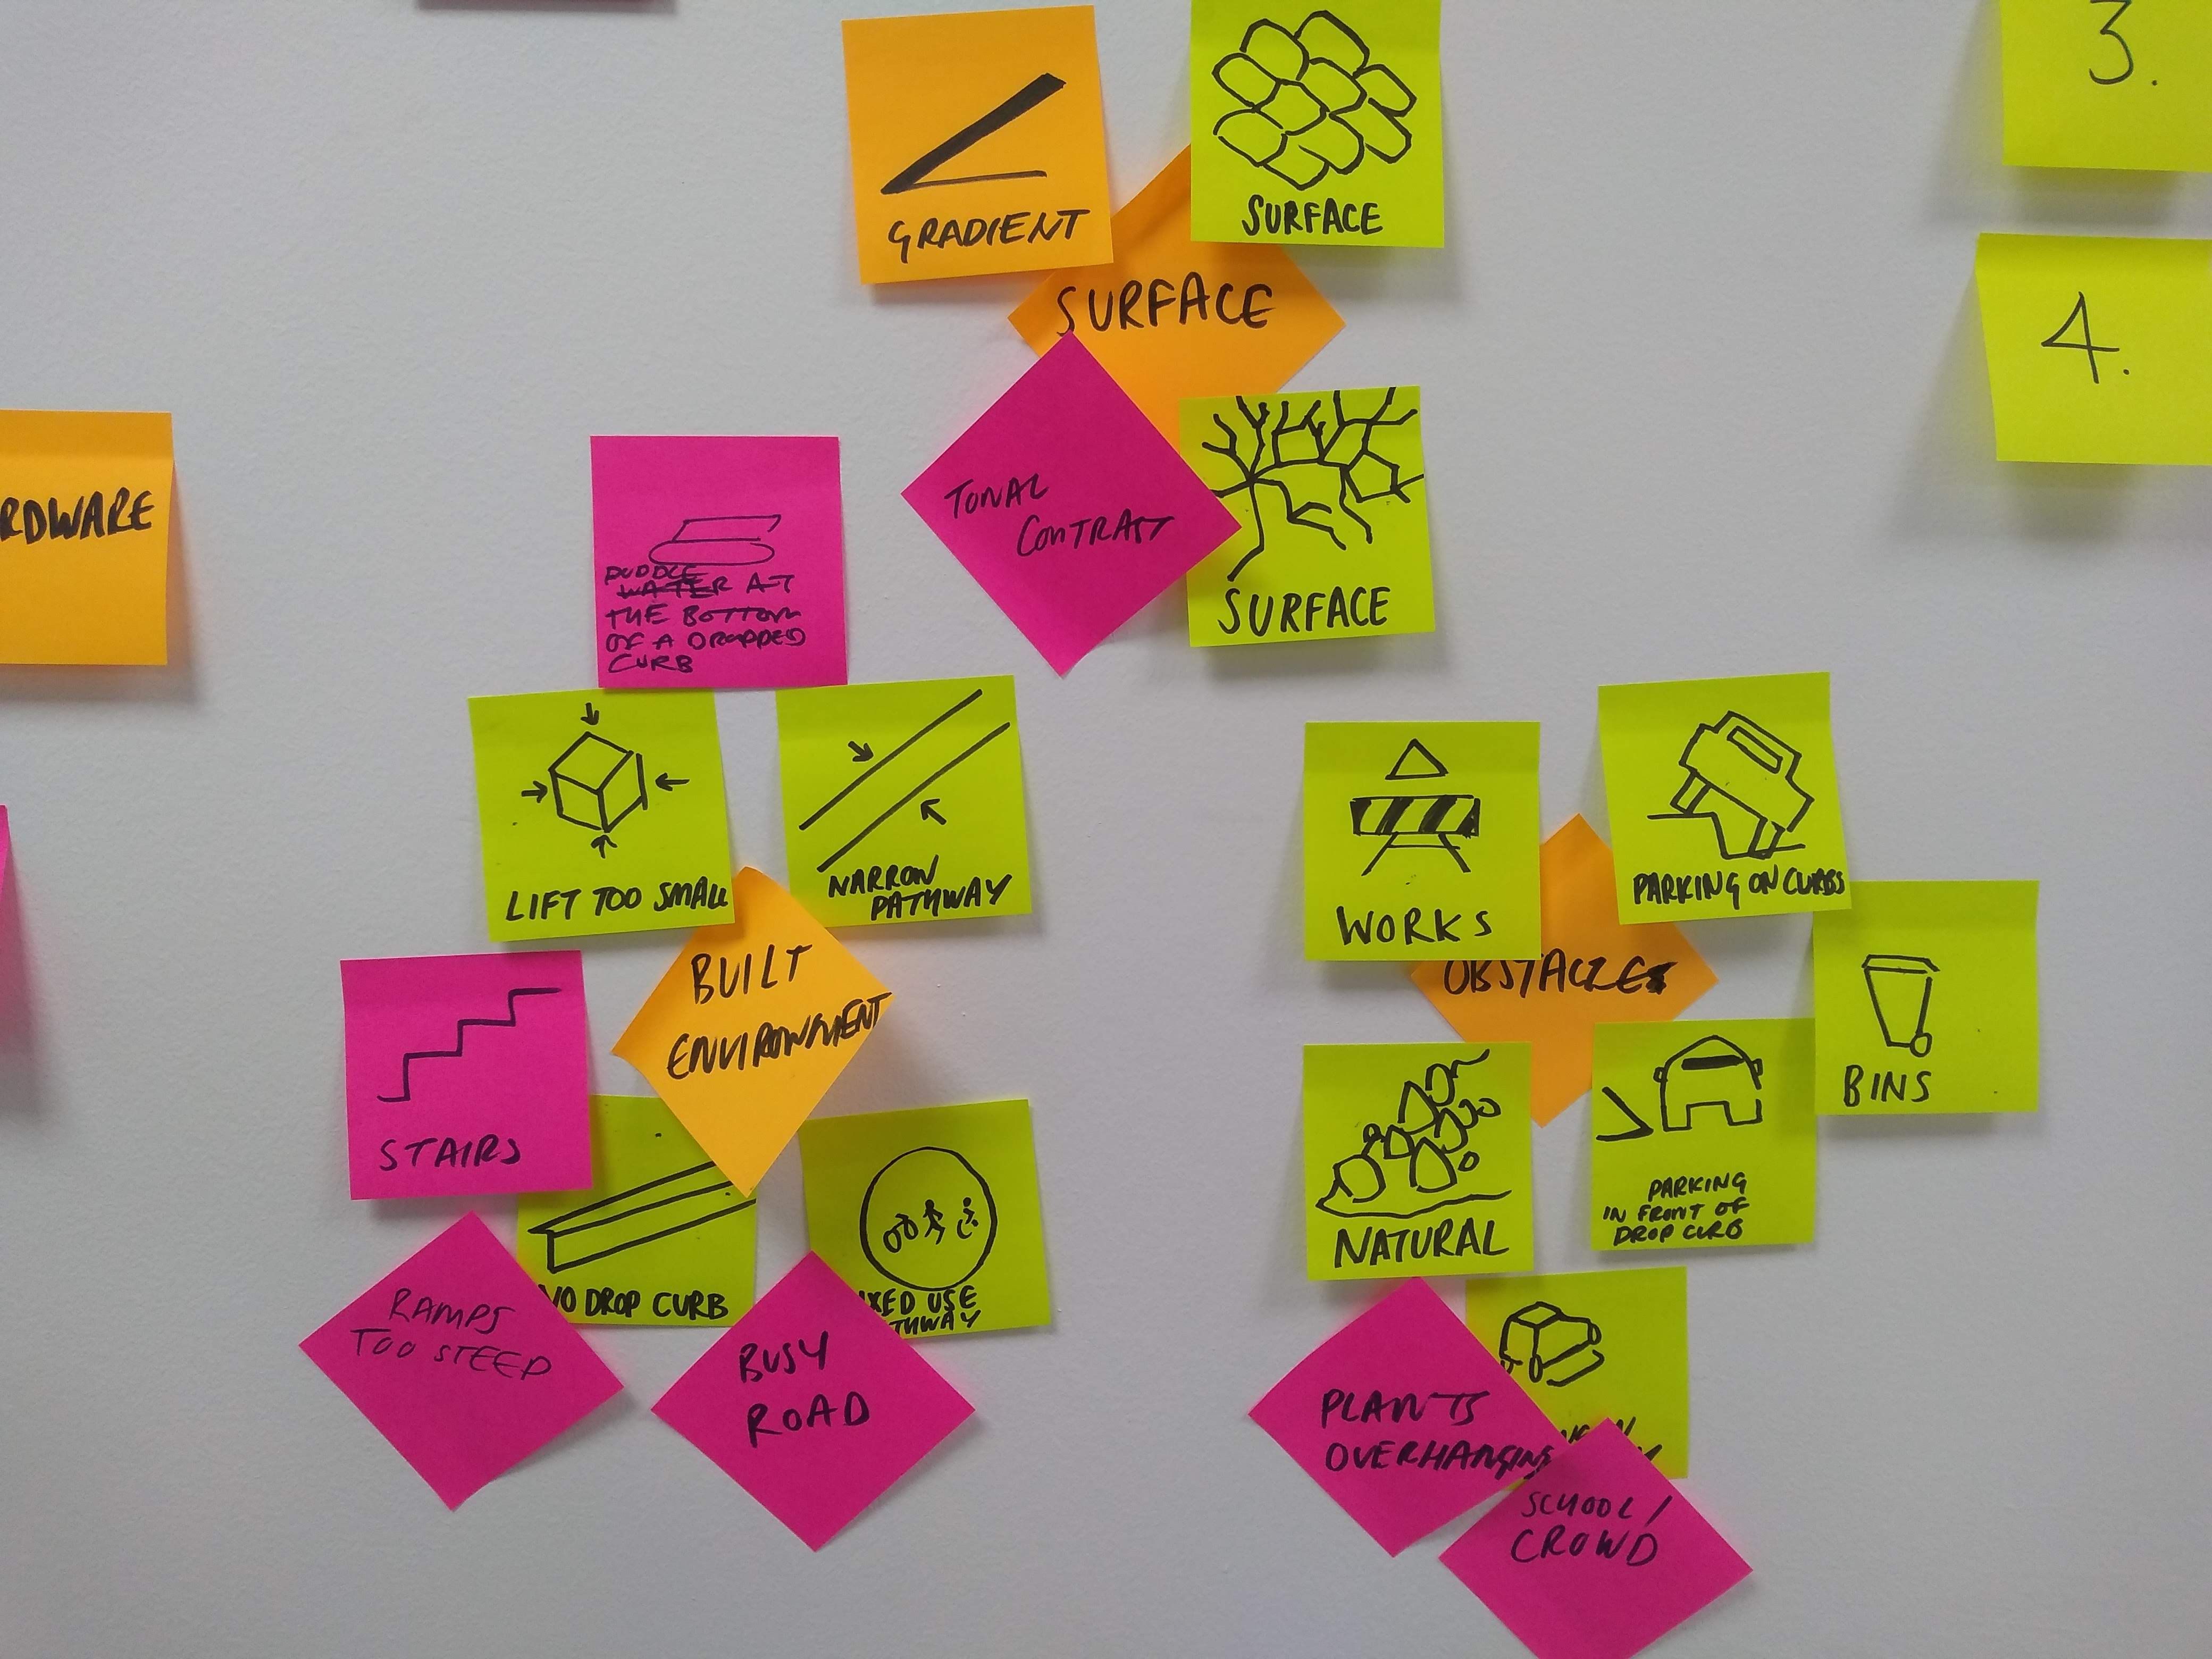 3.
GRADIENT
SURFACE
SURFACE
4.
RDWARE
TONAL
CONTRAST
PUDDLE
WATER AT
THE BOTTOM
OF A DROPPED
CURB
SURFACE
LIFT TOO SMALL
NARROW
PATHWAY
WORKS
PARKING ON CURBS
BUILT
ENVIRONMENT
OBSTACLES
BINS
STAIRS
NATURAL
PARKING
IN FRONT OF
DROP CURB
NO DROP CURB
IXED USE
THWAY
RAMPS
TOO STEEP
BUSY
ROAD
PLANTS
OVERHANGING
SCHOOL /
CROWD